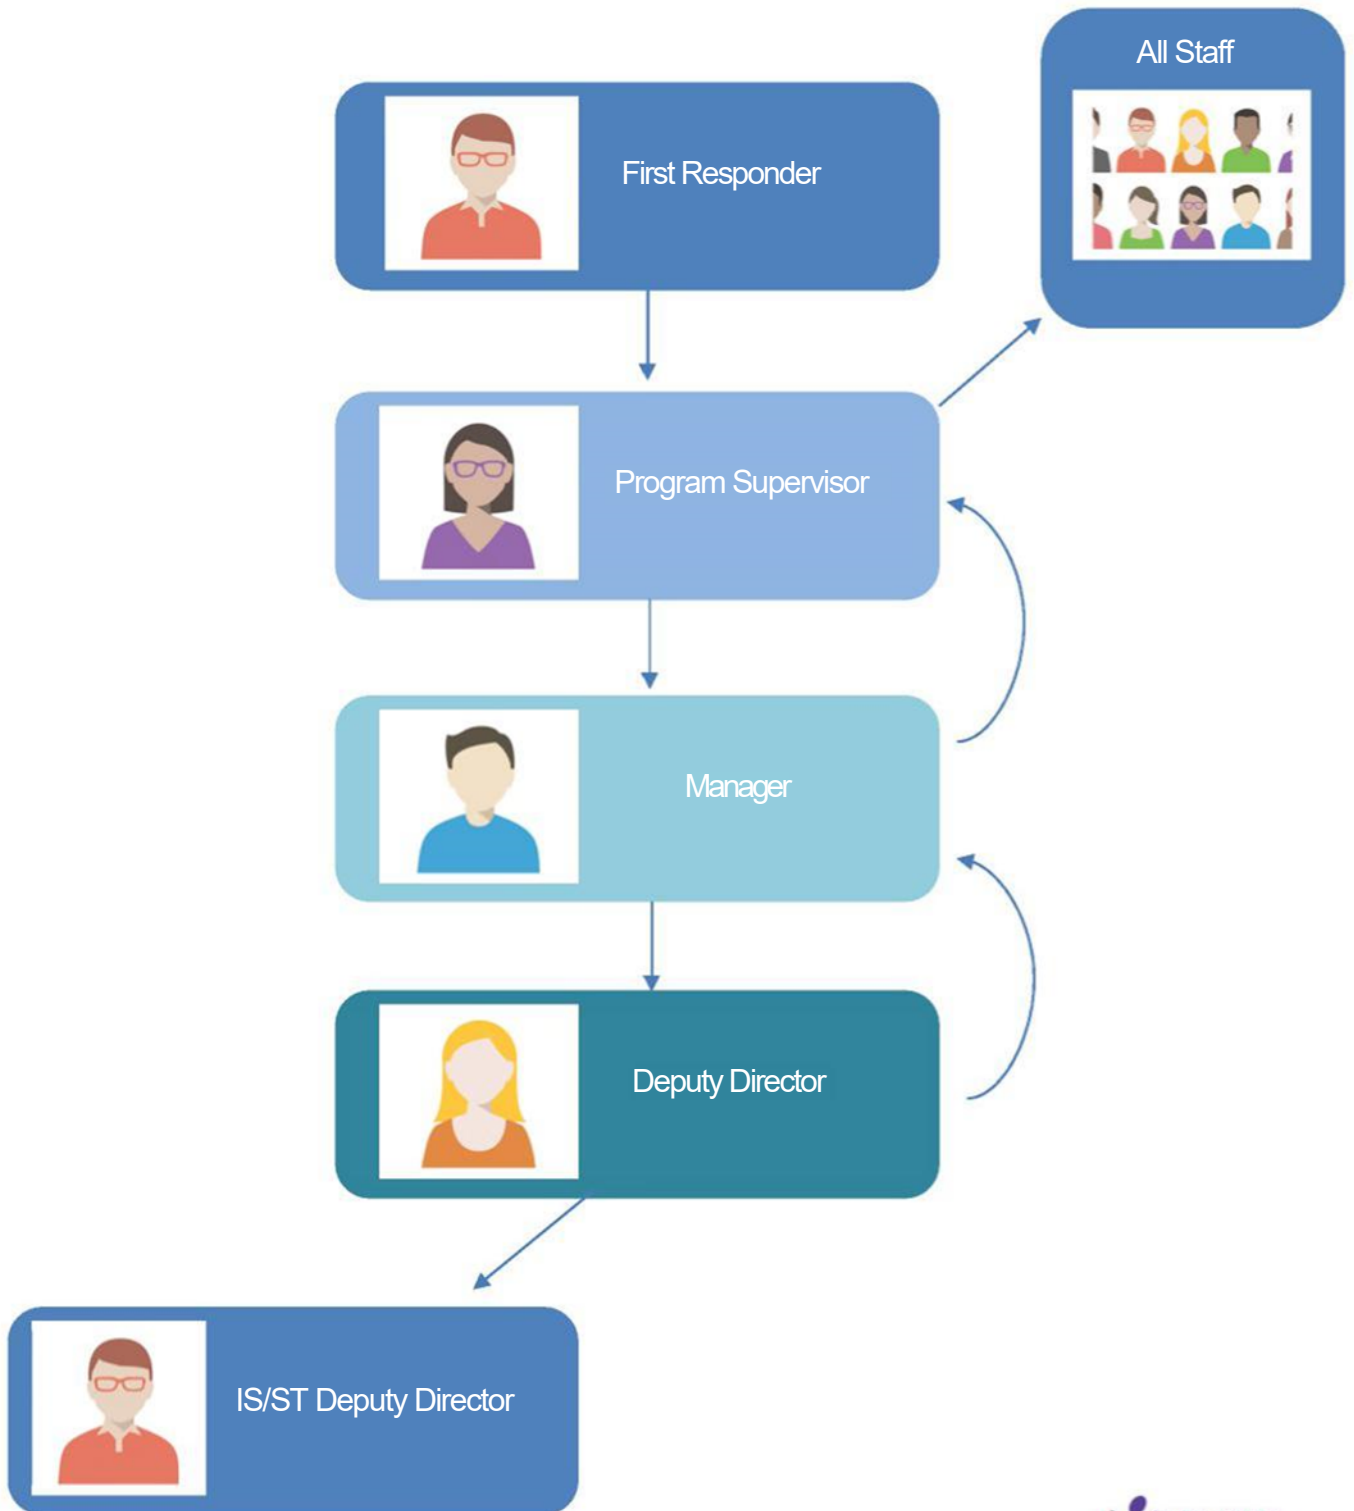 All Staff
First Responder
Program Supervisor
Manager
Deputy Director
IS/ST Deputy Director